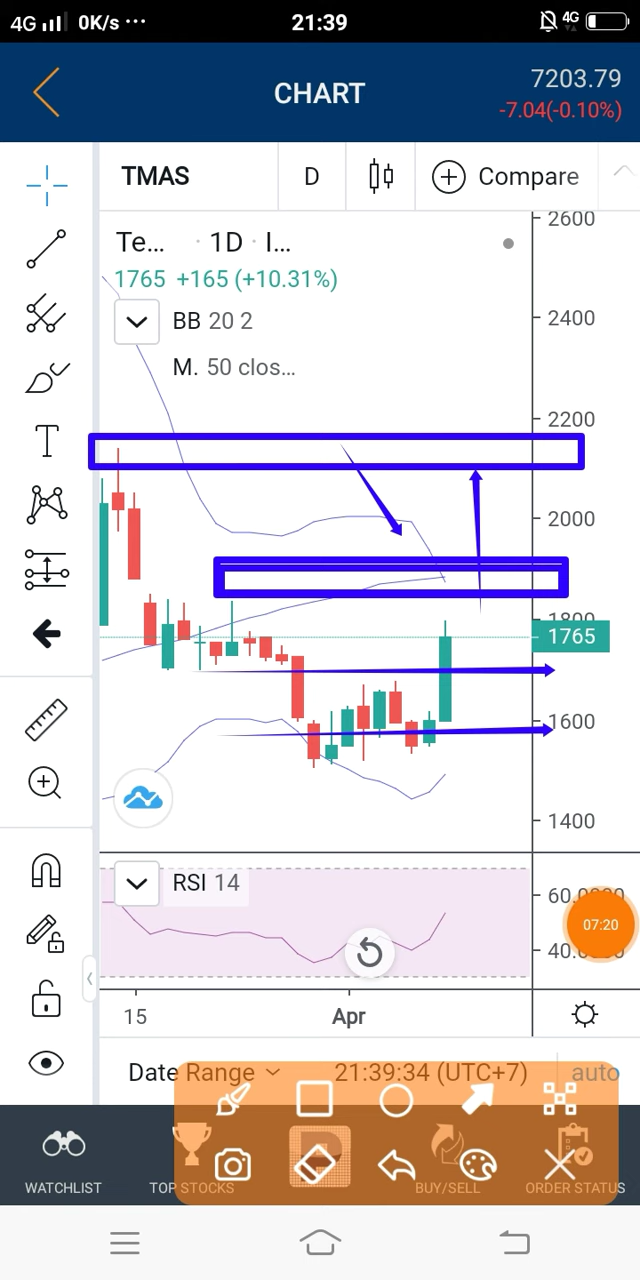 4G 0K/s ··· 21:39 4G
CHART
7203.79
-7.04(-0.10%)
TMAS D Compare
Te… · 1D · I…
1765 +165 (+10.31%)
BB 20 2
M. 50 clos…
2600
2400
2200
2000
1800
1765
1600
1400
RSI 14
60.0000
07:20
15 Apr
Date Range 21:39:34 (UTC+7) auto
WATCHLIST TOP STOCKS BUY/SELL ORDER STATUS